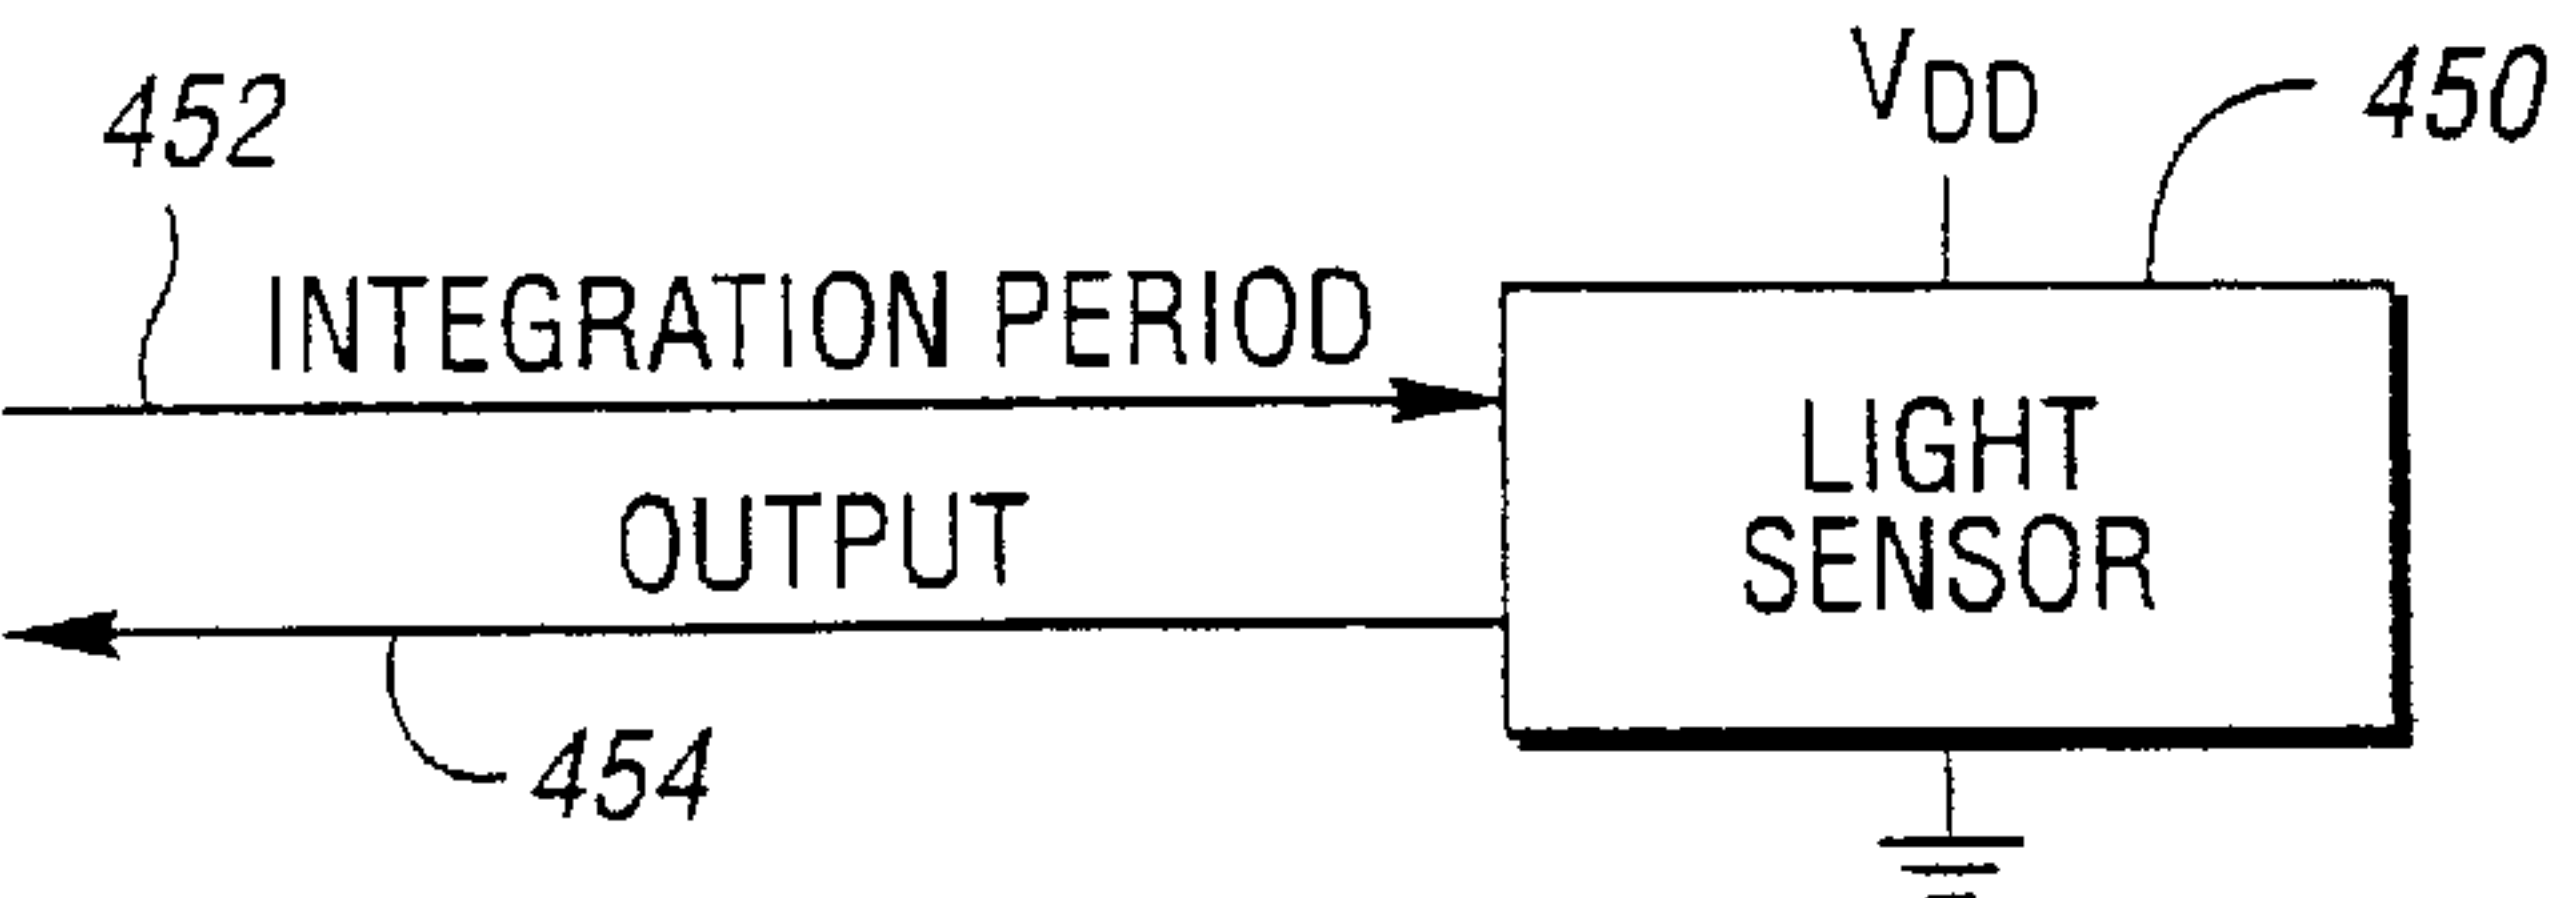 452
V_DD
450
INTEGRATION PERIOD
OUTPUT
LIGHT
SENSOR
454